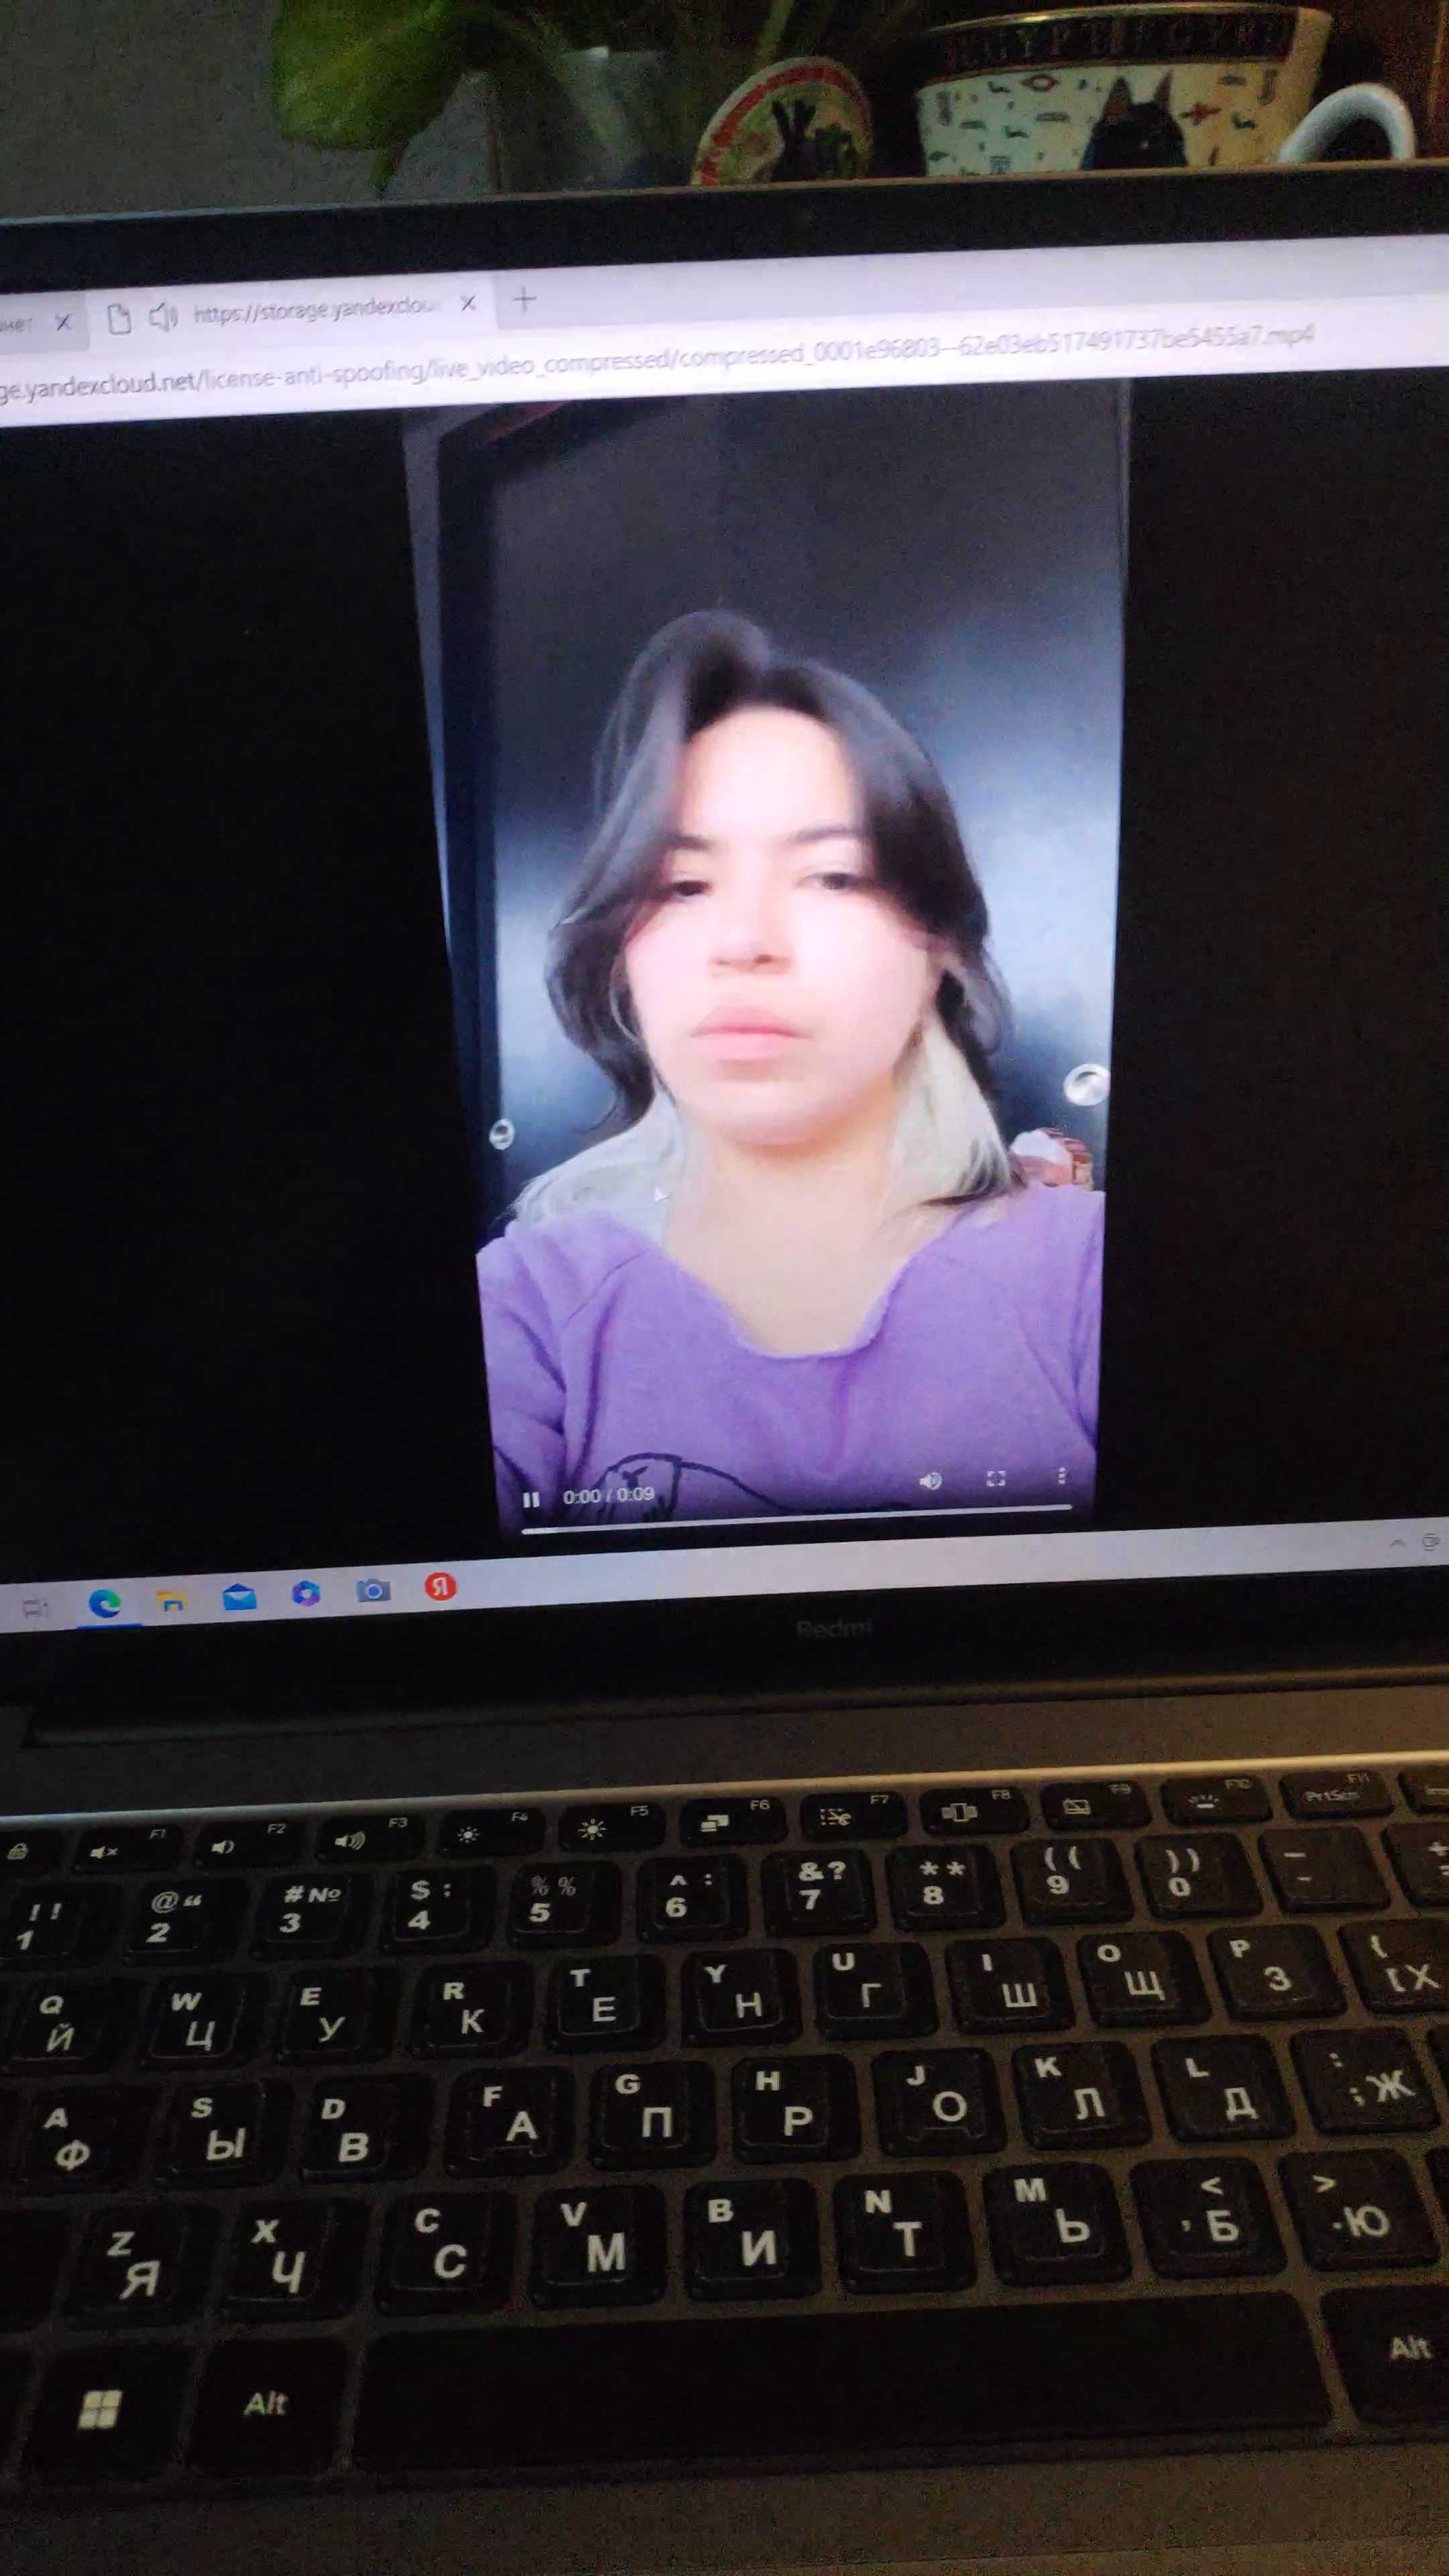 EGYPT EGYPT
https://storage.yandexclou
ge.yandexcloud.net/license-anti-spoofing/live_video_compressed/compressed_0001e96803--62e03eb517491737be5455a7.mp4
0:00 / 0:09
Я
Redmi
F1 F2 F3 F4 F5 F6 F7 F8 F9 F10 PrtScn F11
! ! 1 @ “ 2 # № 3 $ ; 4 % % 5 ^ : 6 & ? 7 * * 8 ( ( 9 ) ) 0 _ -
Q Й W Ц E У R К T Е Y Н U Г I Ш O Щ P З { [ Х
A Ф S Ы D В F А G П H Р J О K Л L Д : ; Ж
Z Я X Ч C С V М B И N Т M Ь < , Б > . Ю
Alt Alt